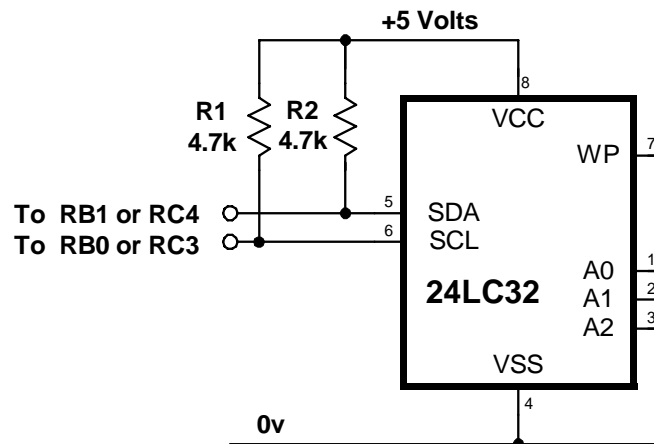 +5 Volts
8
R1
4.7k
R2
4.7k
VCC
WP
7
To RB1 or RC4
5
SDA
To RB0 or RC3
6
SCL
24LC32
A0
1
A1
2
A2
3
VSS
4
0v